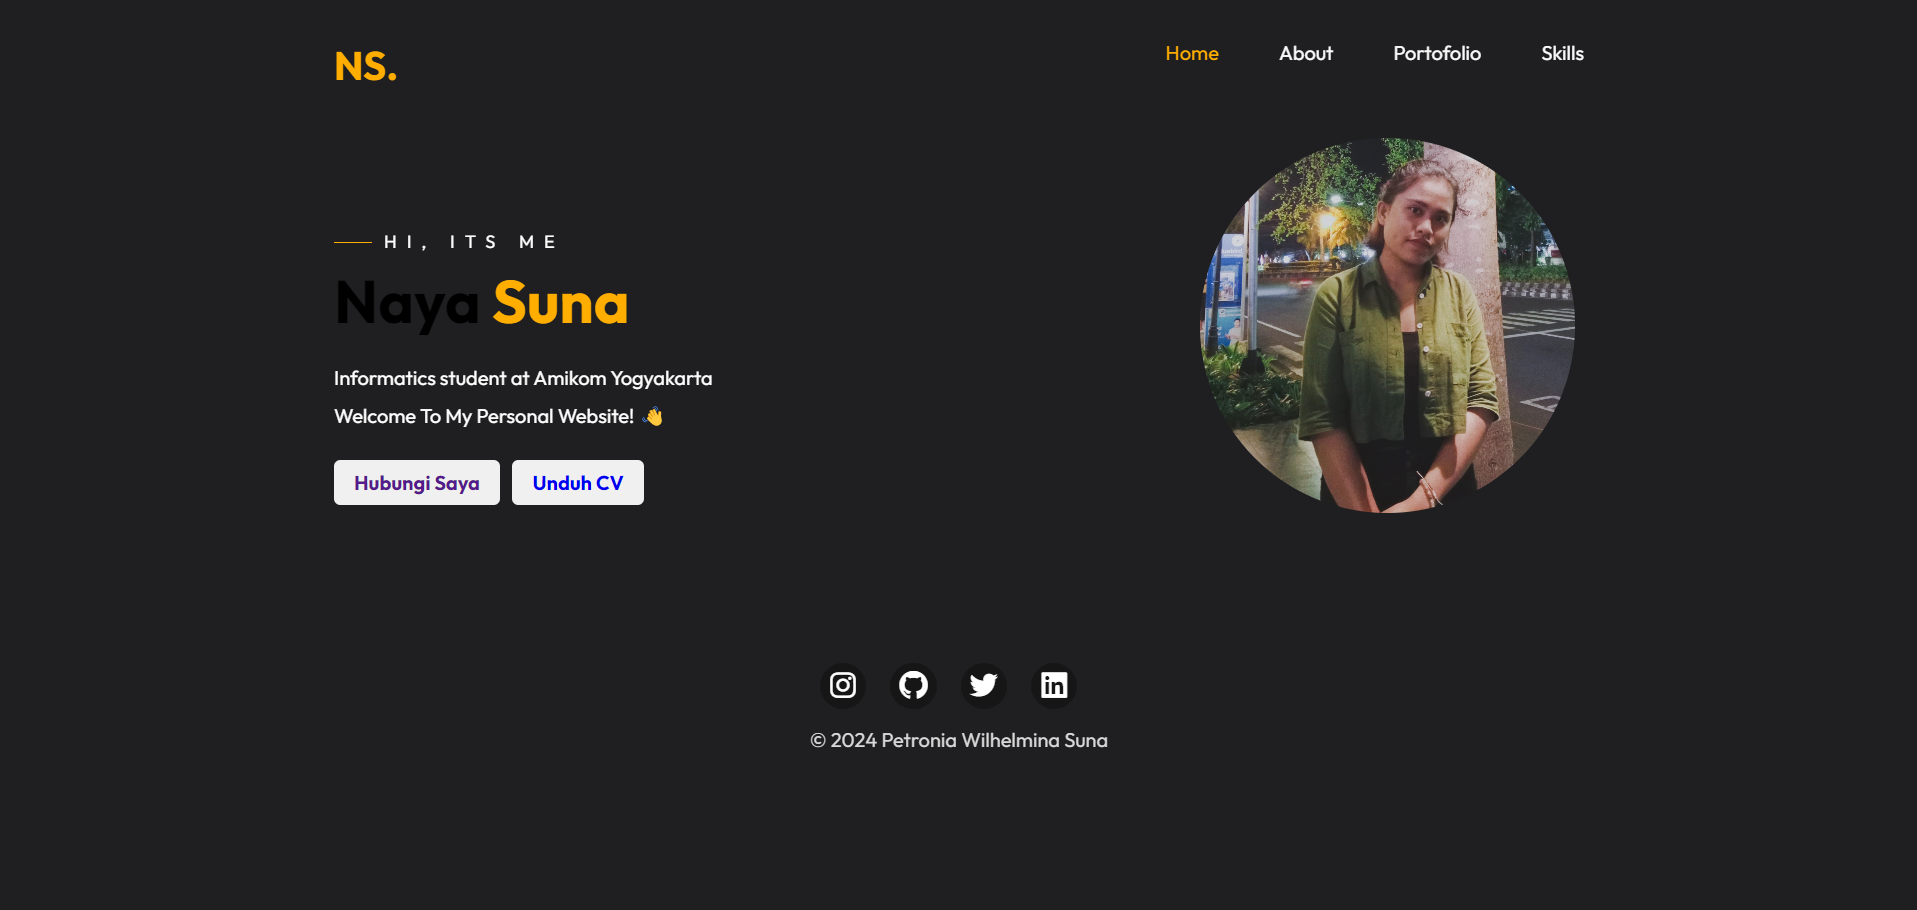 NS.
Home About Portofolio Skills
HI, ITS ME
Naya Suna
Informatics student at Amikom Yogyakarta
Welcome To My Personal Website! 👋
Hubungi Saya Unduh CV
© 2024 Petronia Wilhelmina Suna